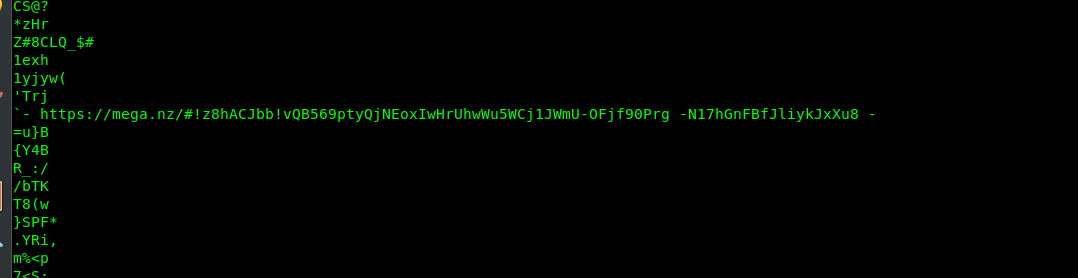 CS@?
*zHr
Z#8CLQ_$#
1exh
1yjyw(
'Trj
`- https://mega.nz/#!z8hACJbb!vQB569ptyQjNEoxIwHrUhwWu5WCj1JWmU-OFjf90Prg -N17hGnFBfJliykJxXu8 -
=u}B
{Y4B
R_:/
/bTK
T8(w
}SPF*
.YRi,
m%<p
7<S: